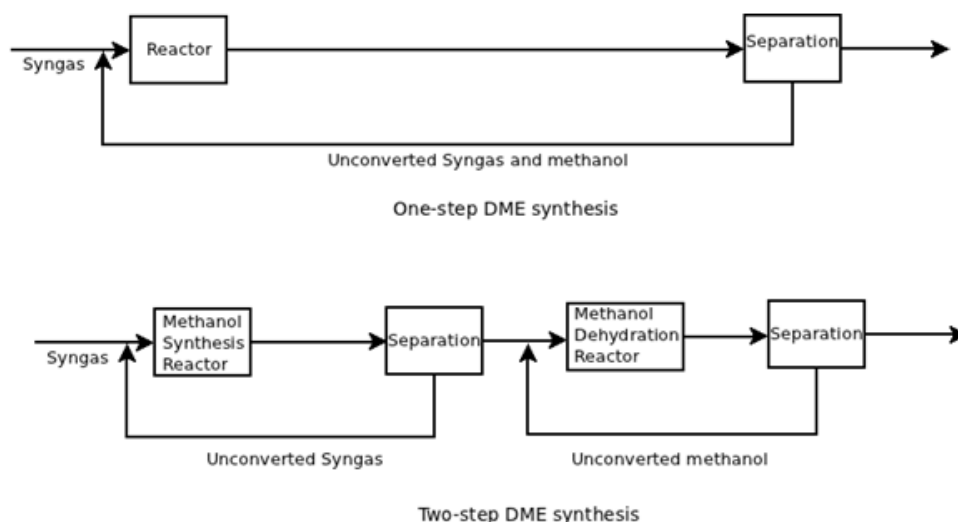 Reactor
Separation
Syngas
Unconverted Syngas and methanol
One-step DME synthesis
Methanol
Synthesis
Reactor
Separation
Methanol
Dehydration
Reactor
Separation
Syngas
Unconverted Syngas
Unconverted methanol
Two-step DME synthesis